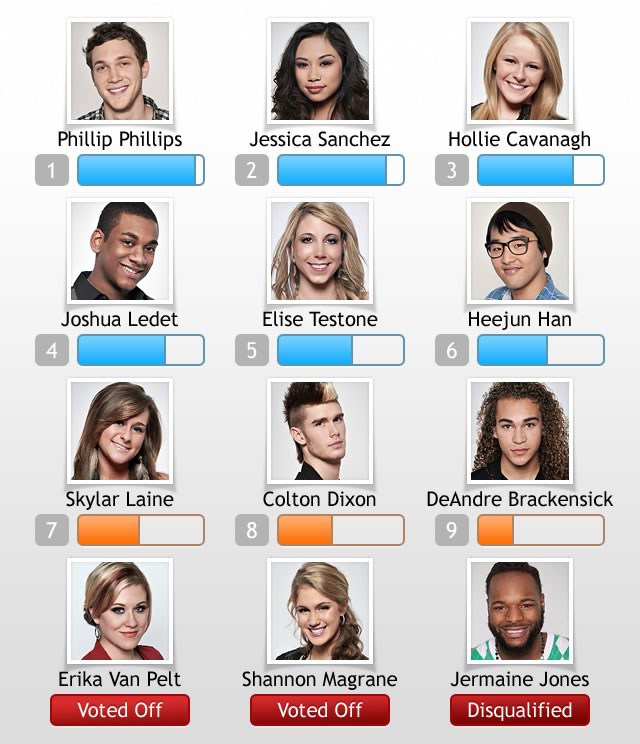 Phillip Phillips
Jessica Sanchez
Hollie Cavanagh
1
2
3
Joshua Ledet
Elise Testone
Heejun Han
4
5
6
Skylar Laine
Colton Dixon
DeAndre Brackensick
7
8
9
Erika Van Pelt
Shannon Magrane
Jermaine Jones
Voted Off
Voted Off
Disqualified